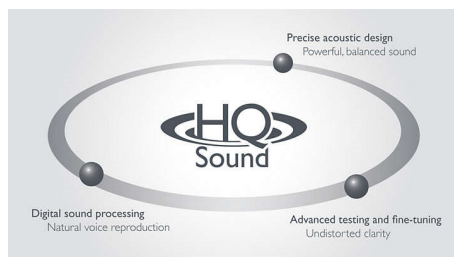 Precise acoustic design
Powerful, balanced sound
HQ
Sound
Digital sound processing
Natural voice reproduction
Advanced testing and fine-tuning
Undistorted clarity